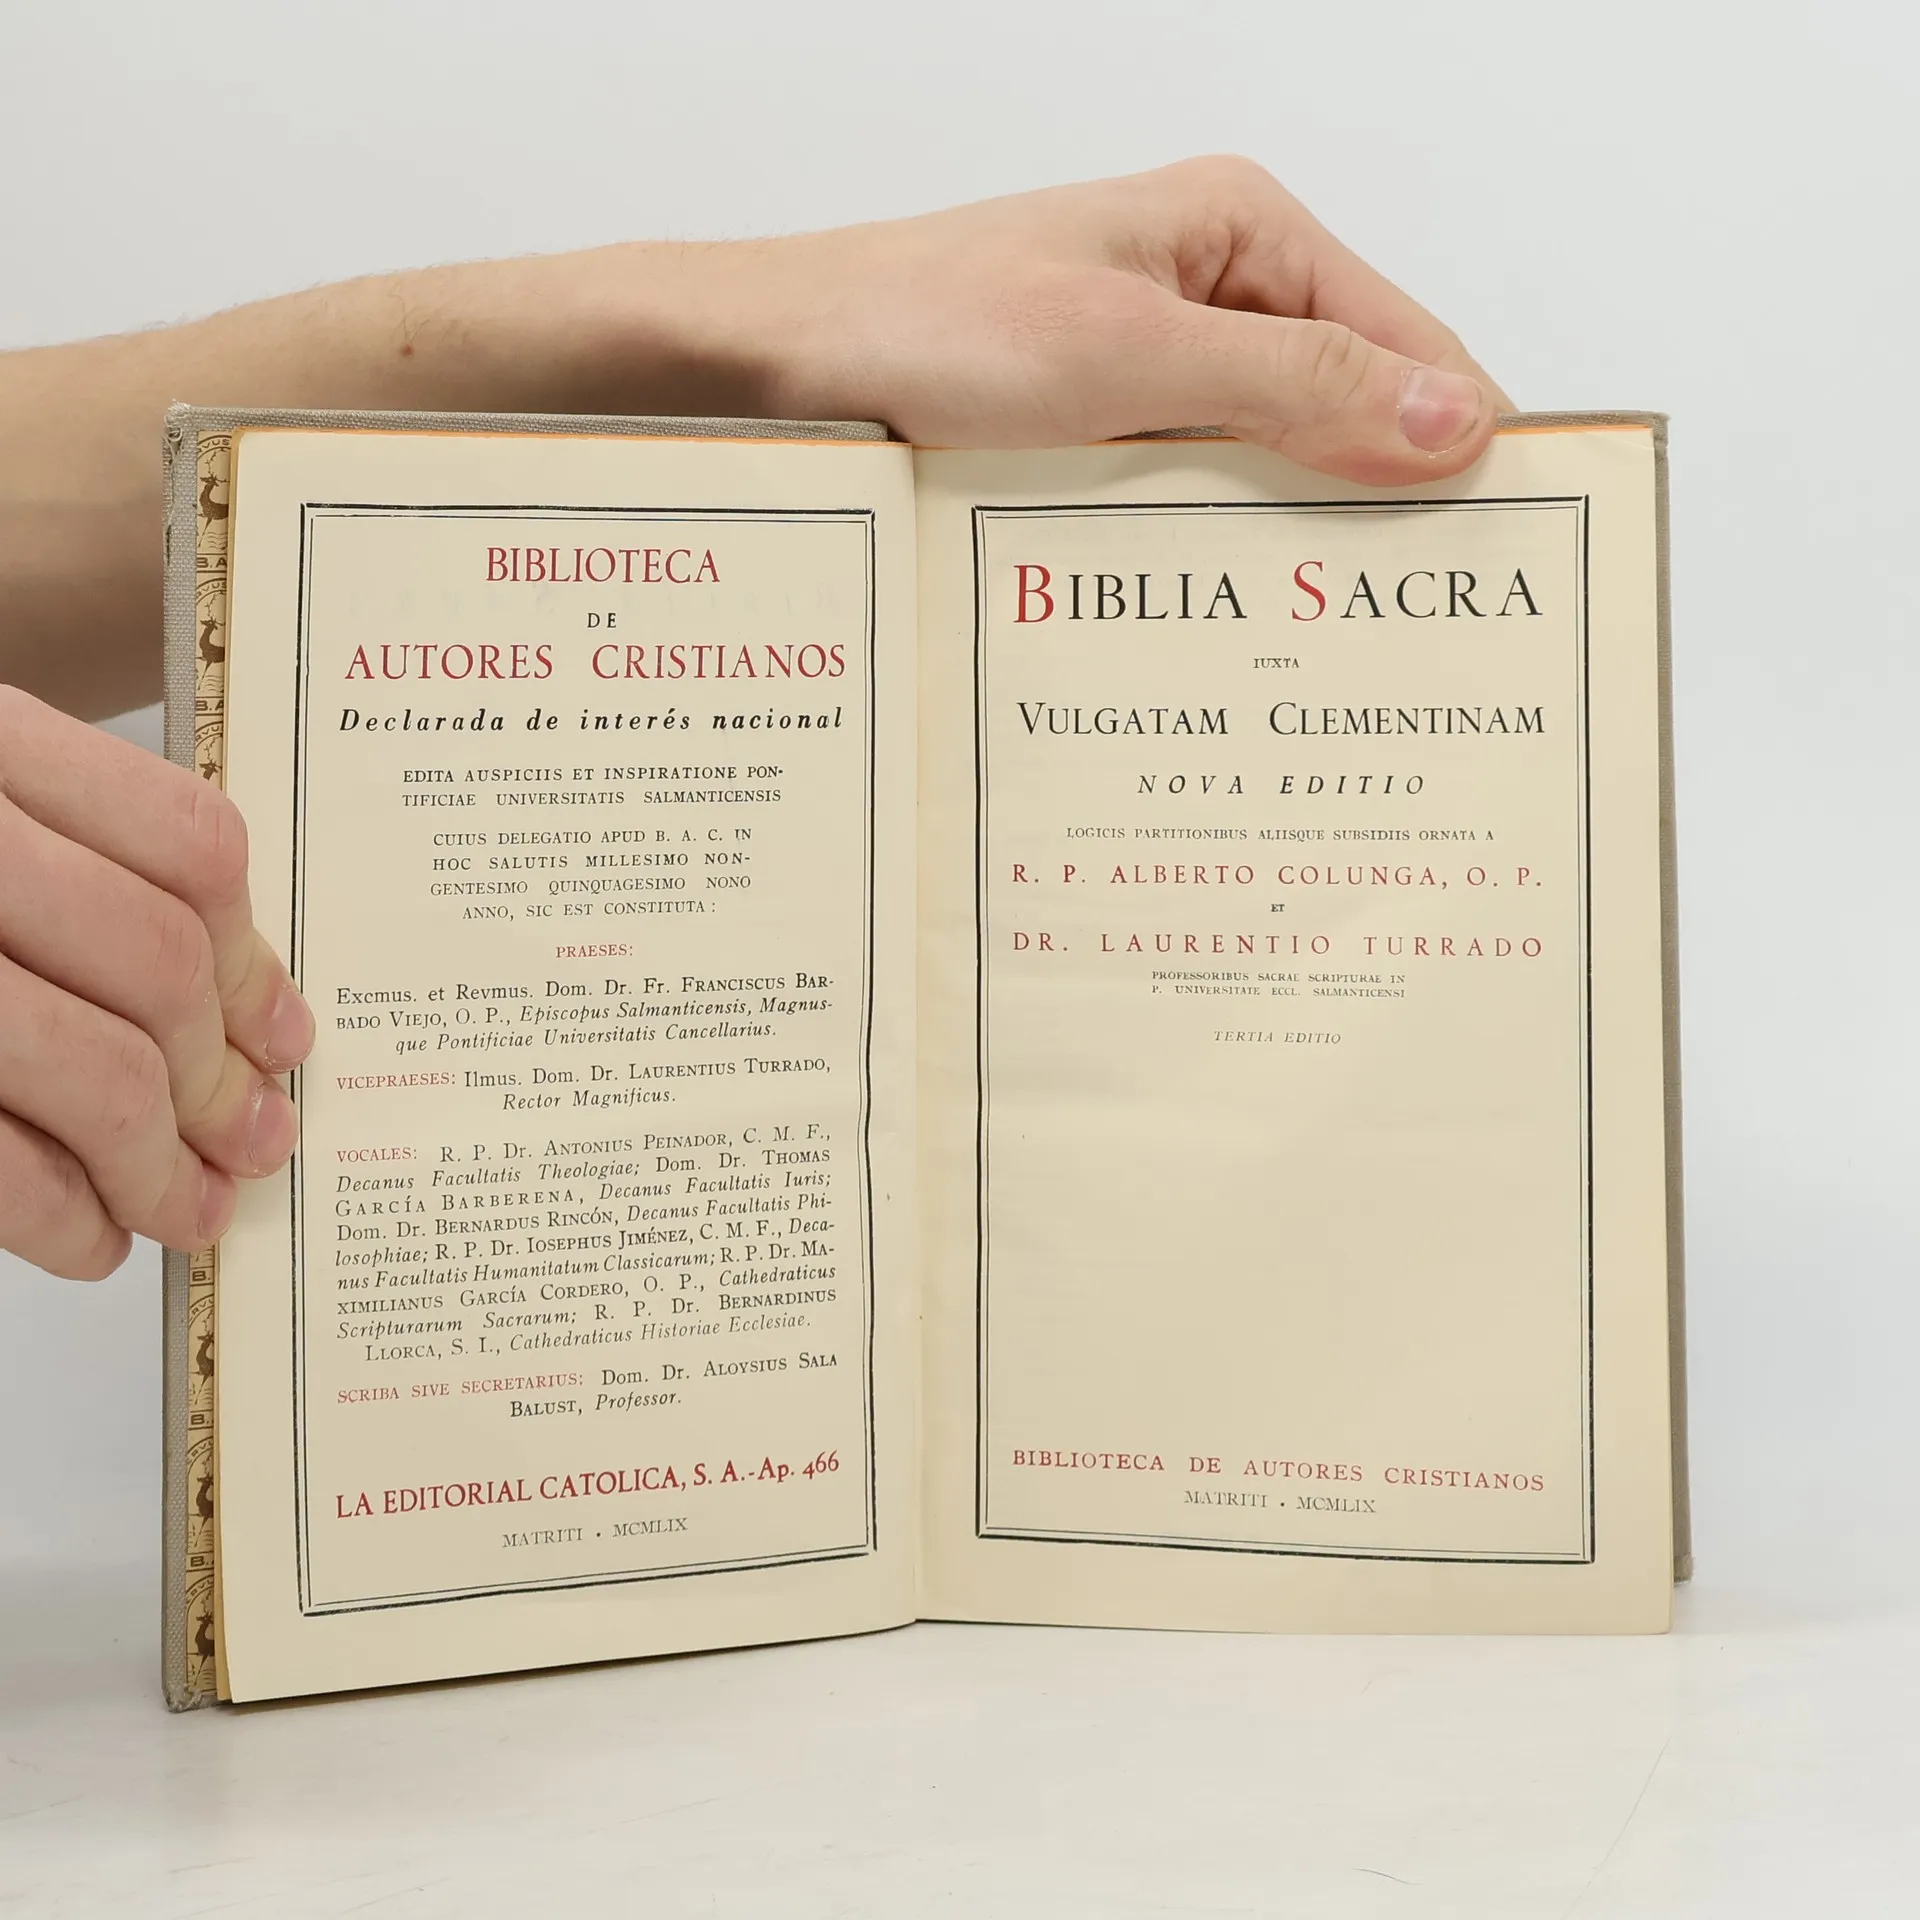 BIBLIOTECA
DE
AUTORES CRISTIANOS
Declarada de interés nacional
EDITA AUSPICIIS ET INSPIRATIONE PON-
TIFICIAE UNIVERSITATIS SALMANTICENSIS
CUIUS DELEGATIO APUD B. A. C. IN
HOC SALUTIS MILLESIMO NON-
GENTESIMO QUINQUAGESIMO NONO
ANNO, SIC EST CONSTITUTA:
PRAESES:
Excmus. et Revmus. Dom. Dr. Fr. FRANCISCUS BAR-
BADO VIEJO, O. P., Episcopus Salmanticensis, Magnus-
que Pontificiae Universitatis Cancellarius.
VICEPRAESES: Ilmus. Dom. Dr. LAURENTIUS TURRADO,
Rector Magnificus.
VOCALES: R. P. Dr. ANTONIUS PEINADOR, C. M. F.,
Decanus Facultatis Theologiae; Dom. Dr. THOMAS
GARCÍA BARBERENA, Decanus Facultatis Iuris;
Dom. Dr. BERNARDUS RINCÓN, Decanus Facultatis Phi-
losophiae; R. P. Dr. IOSEPHUS JIMÉNEZ, C. M. F., Deca-
nus Facultatis Humanitatum Classicarum; R. P. Dr. MA-
XIMILIANUS GARCÍA CORDERO, O. P., Cathedraticus
Scripturarum Sacrarum; R. P. Dr. BERNARDINUS
LLORCA, S. I., Cathedraticus Historiae Ecclesiae.
SCRIBA SIVE SECRETARIUS: Dom. Dr. ALOYSIUS SALA
BALUST, Professor.
LA EDITORIAL CATOLICA, S. A.-Ap. 466
MATRITI . MCMLIX
BIBLIA SACRA
IUXTA
VULGATAM CLEMENTINAM
NOVA EDITIO
LOGICIS PARTITIONIBUS ALIISQUE SUBSIDIIS ORNATA A
R. P. ALBERTO COLUNGA, O. P.
ET
DR. LAURENTIO TURRADO
PROFESSORIBUS SACRAE SCRIPTURAE IN
P. UNIVERSITATE ECCL. SALMANTICENSI
TERTIA EDITIO
BIBLIOTECA DE AUTORES CRISTIANOS
MATRITI . MCMLIX